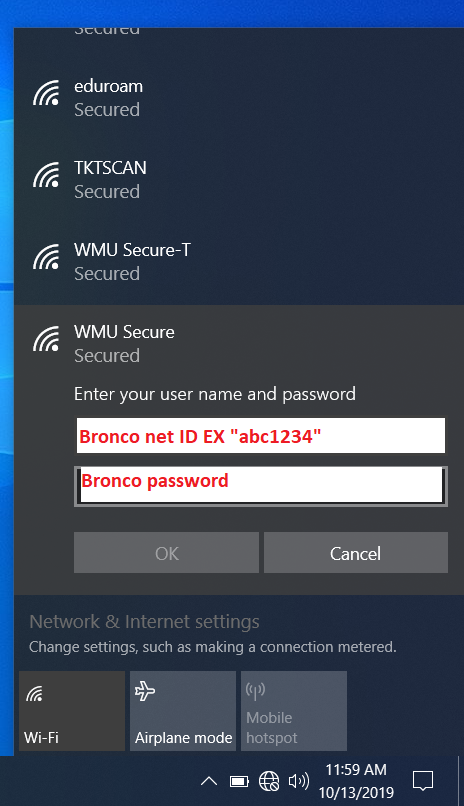 Secured
eduroam
Secured
TKTSCAN
Secured
WMU Secure-T
Secured
WMU Secure
Secured
Enter your user name and password
Bronco net ID EX "abc1234"
Bronco password
OK
Cancel
Network & Internet settings
Change settings, such as making a connection metered.
Wi-Fi
Airplane mode
Mobile
hotspot
11:59 AM
10/13/2019